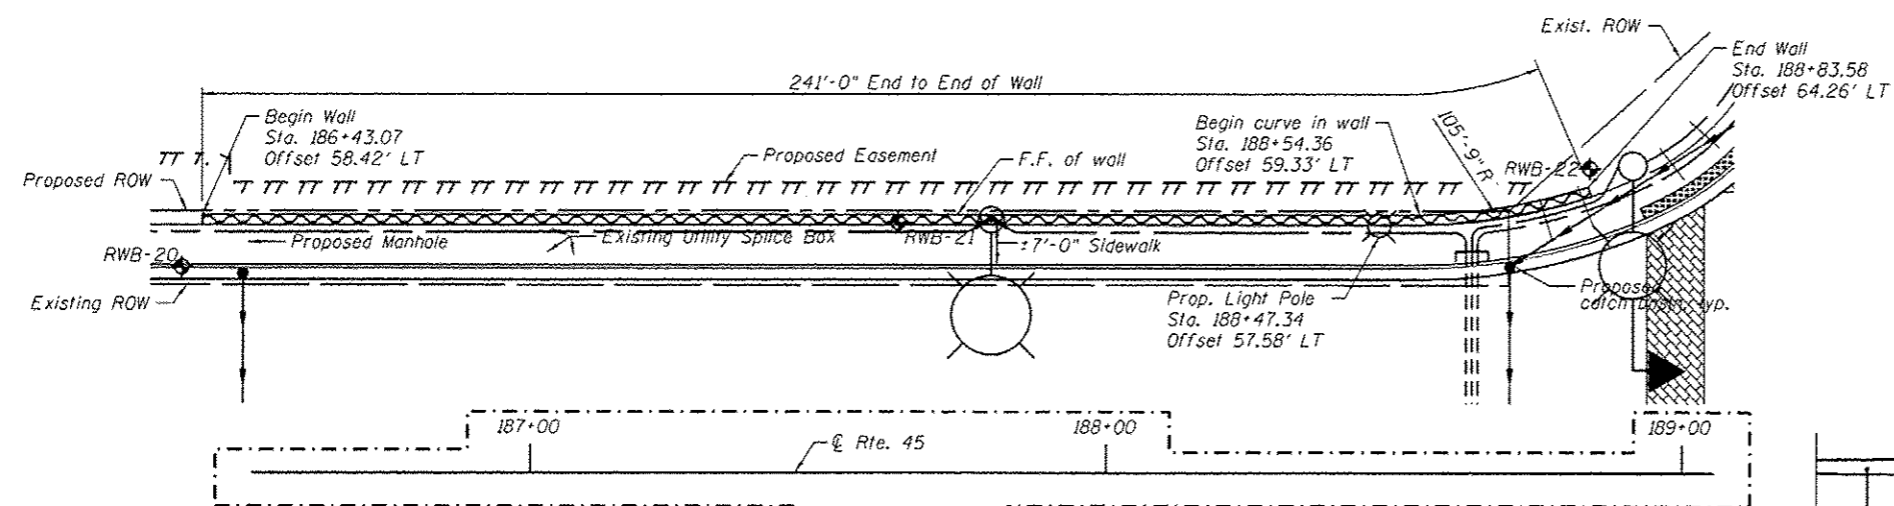 Exist. ROW
End Wall
Sta. 188+83.58
Offset 64.26' LT
241'-0" End to End of Wall
Begin Wall
Sta. 186+43.07
Offset 58.42' LT
Begin curve in wall
Sta. 188+54.36
Offset 59.33' LT
105'-9" R
Proposed Easement
F.F. of wall
RWB-22
Proposed ROW
Proposed Manhole
Existing Utility Splice Box
RWB-21
±7'-0" Sidewalk
RWB-20
Existing ROW
Prop. Light Pole
Sta. 188+47.34
Offset 57.58' LT
Proposed
catch basin, typ.
187+00
188+00
189+00
℄ Rte. 45